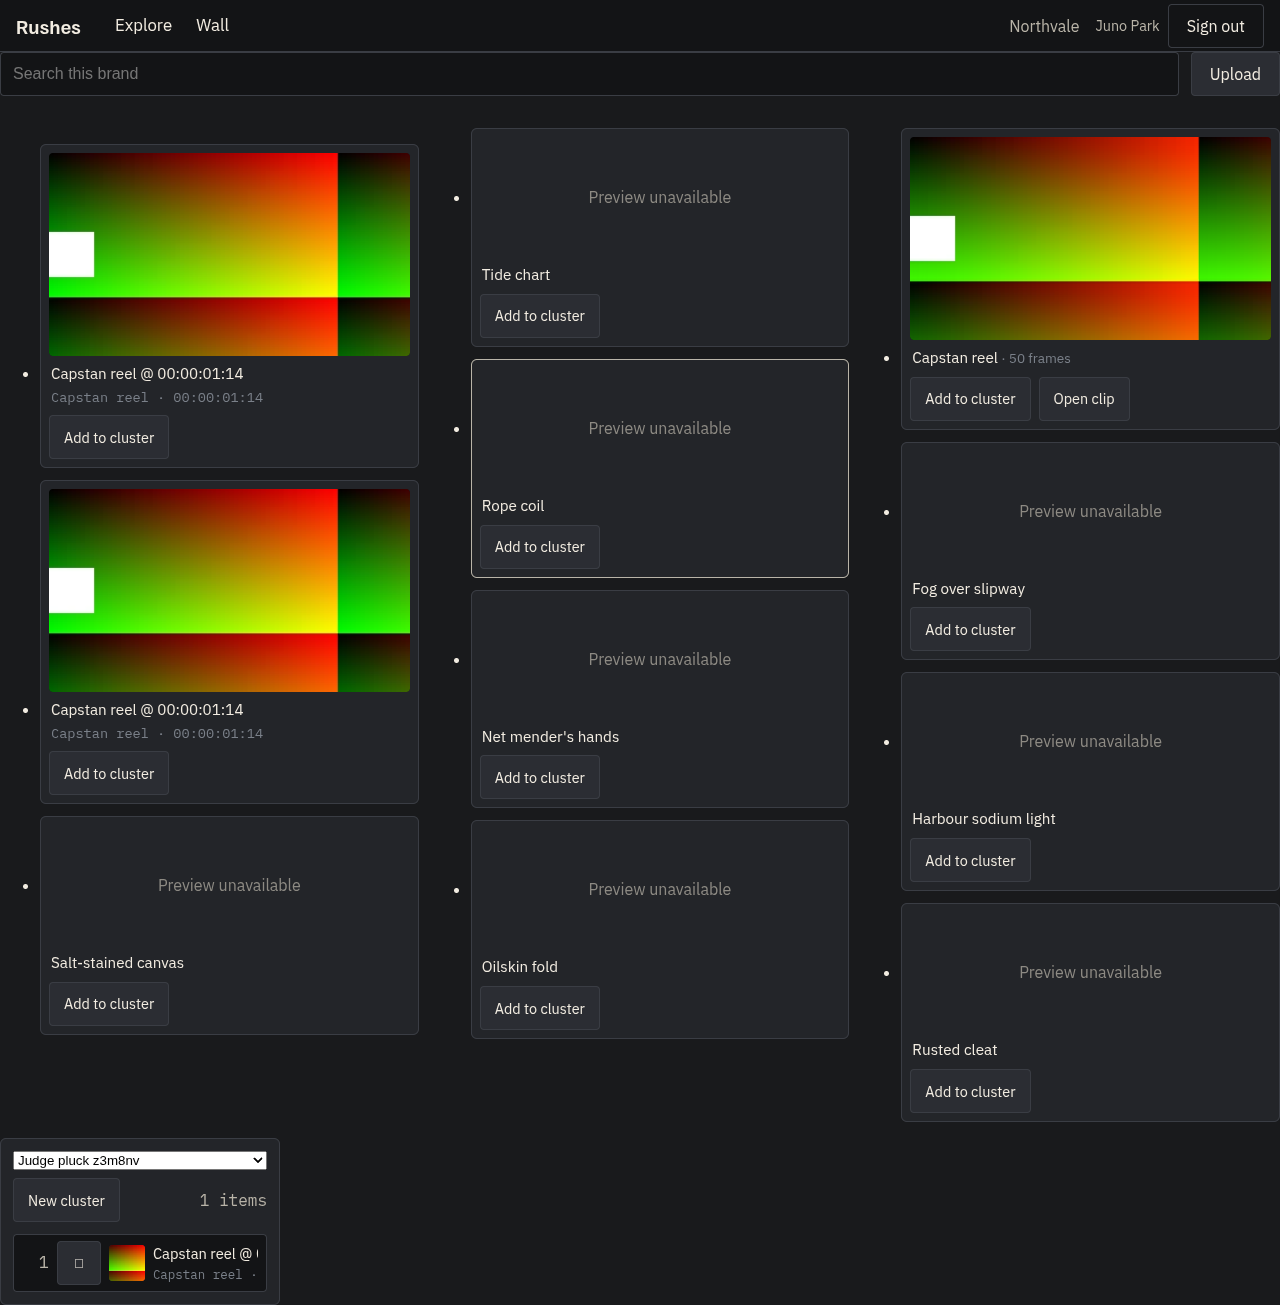 Rushes
Explore
Wall
Northvale
Juno Park
Sign out
Search this brand
Upload
Capstan reel @ 00:00:01:14
Capstan reel · 00:00:01:14
Add to cluster
Capstan reel @ 00:00:01:14
Capstan reel · 00:00:01:14
Add to cluster
Preview unavailable
Salt-stained canvas
Add to cluster
Preview unavailable
Tide chart
Add to cluster
Preview unavailable
Rope coil
Add to cluster
Preview unavailable
Net mender's hands
Add to cluster
Preview unavailable
Oilskin fold
Add to cluster
Capstan reel · 50 frames
Add to cluster
Open clip
Preview unavailable
Fog over slipway
Add to cluster
Preview unavailable
Harbour sodium light
Add to cluster
Preview unavailable
Rusted cleat
Add to cluster
Judge pluck z3m8nv
New cluster
1 items
1
Capstan reel @
Capstan reel ·